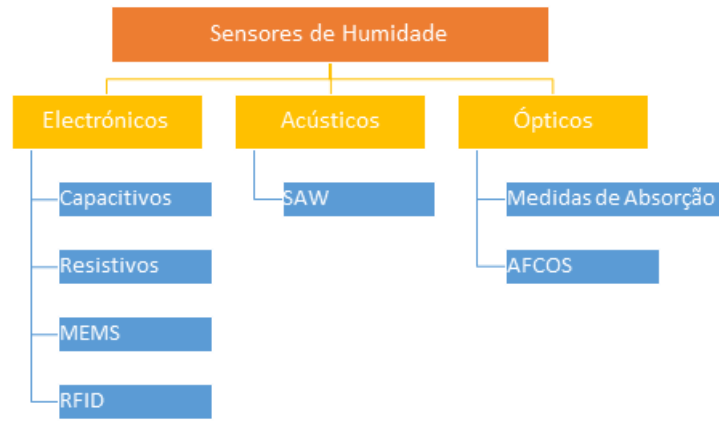 Sensores de Humidade
Electrónicos
Acústicos
Ópticos
Capacitivos
SAW
Medidas de Absorção
Resistivos
AFCOS
MEMS
RFID